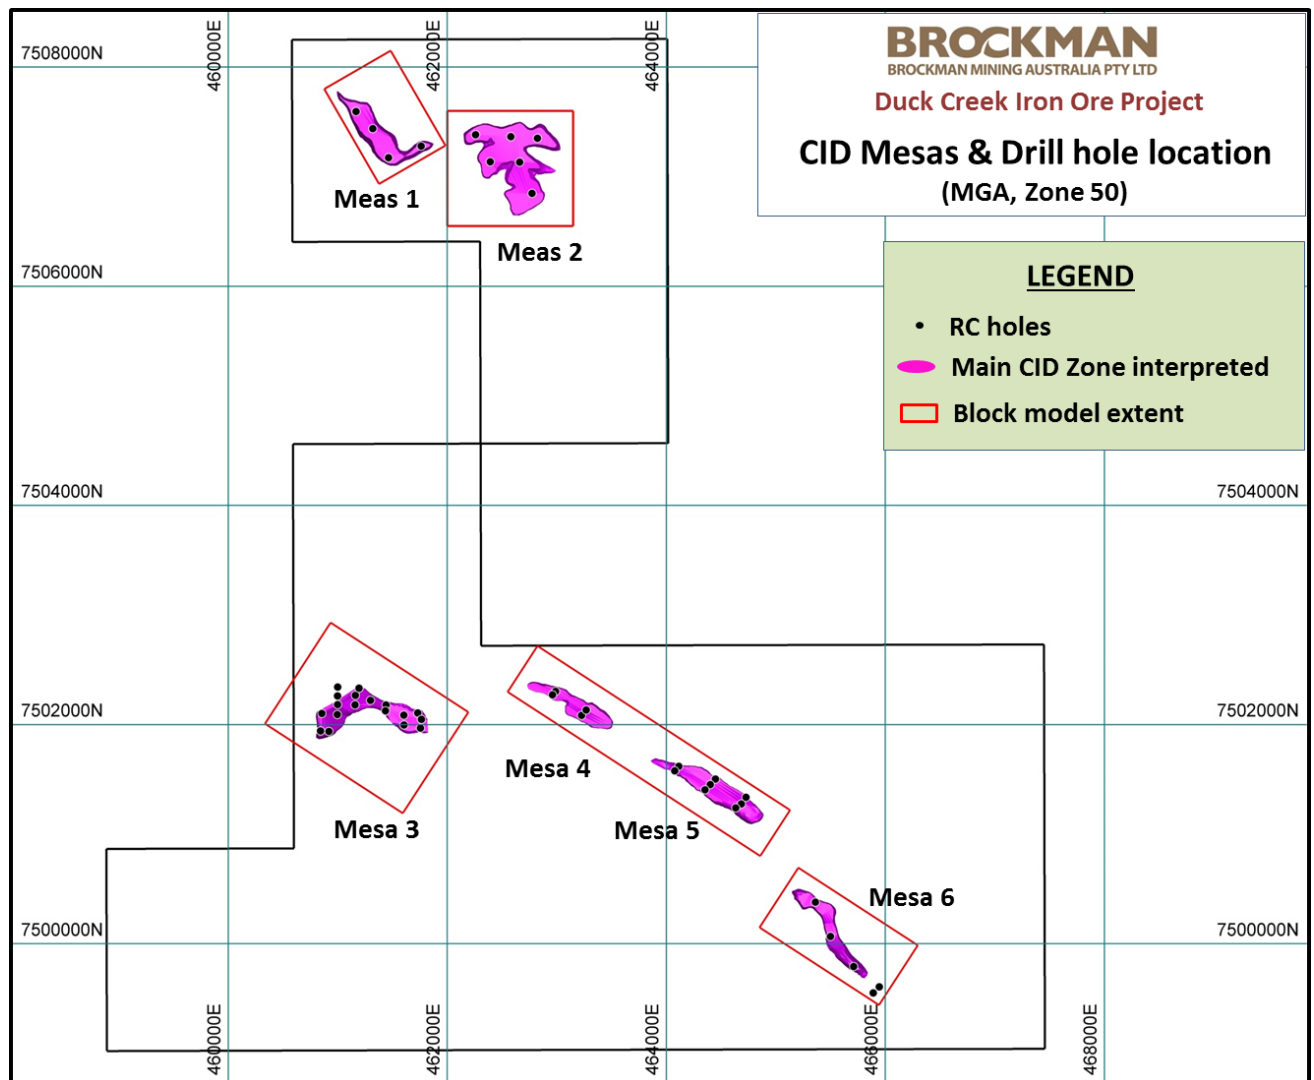 BROCKMAN
BROCKMAN MINING AUSTRALIA PTY LTD
Duck Creek Iron Ore Project
CID Mesas & Drill hole location
(MGA, Zone 50)
LEGEND
RC holes
Main CID Zone interpreted
Block model extent
460000E
462000E
464000E
7508000N
Meas 1
Meas 2
7506000N
7504000N
7504000N
7502000N
7502000N
Mesa 4
Mesa 3
Mesa 5
Mesa 6
7500000N
7500000N
460000E
462000E
464000E
466000E
468000E